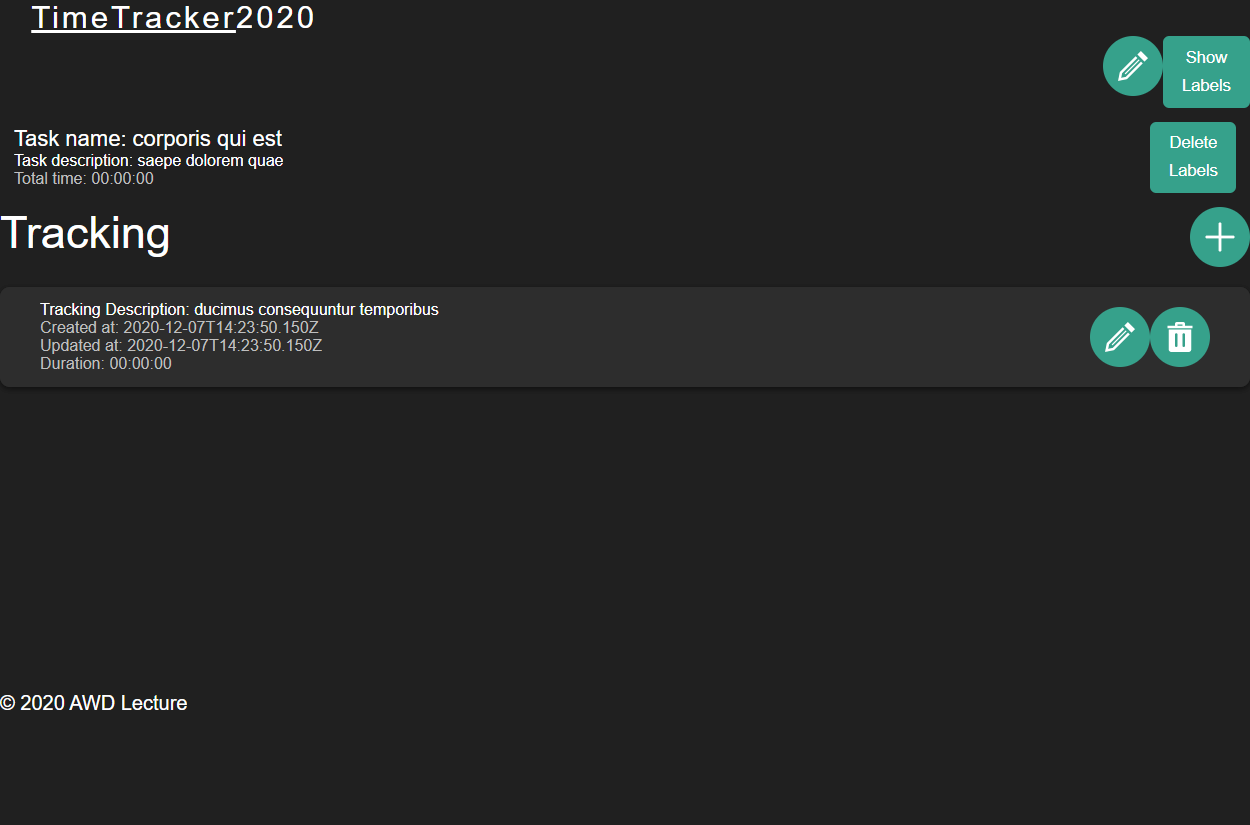 TimeTracker2020
Show
Labels
Task name: corporis qui est
Task description: saepe dolorem quae
Total time: 00:00:00
Delete
Labels
Tracking
Tracking Description: ducimus consequuntur temporibus
Created at: 2020-12-07T14:23:50.150Z
Updated at: 2020-12-07T14:23:50.150Z
Duration: 00:00:00
© 2020 AWD Lecture